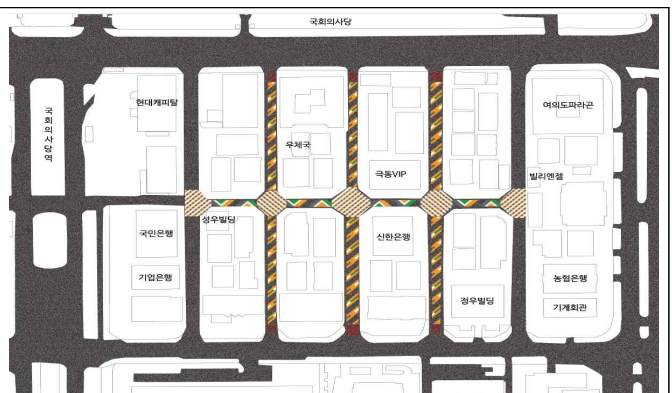 국회의사당
현대캐피탈
국회의사당역
우체국
여의도파라곤
극동VIP
빌리엔젤
성우빌딩
국민은행
신한은행
기업은행
농협은행
정우빌딩
기계회관